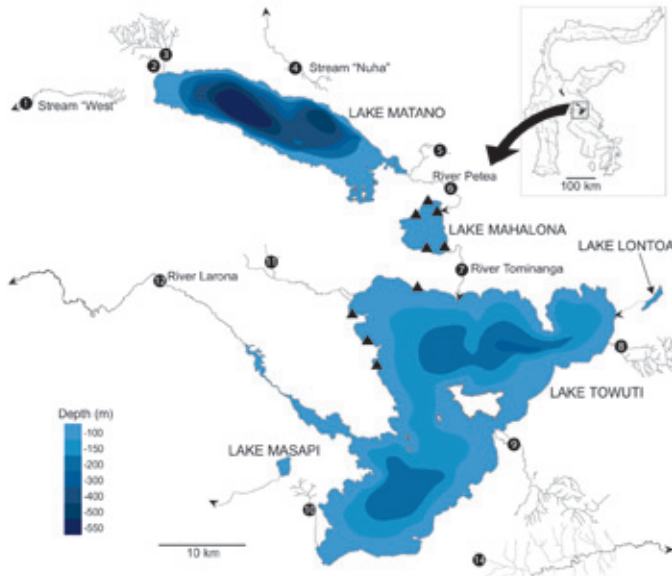 3
2
4
Stream "Nuha"
1
Stream "West"
LAKE MATANO
100 km
5
River Petea
6
LAKE MAHALONA
LAKE LONTOA
11
12
River Larona
7
River Tominanga
8
Depth (m)
-100
-150
-200
-300
-400
-500
-550
LAKE TOWUTI
LAKE MASAPI
9
10
10 km
14